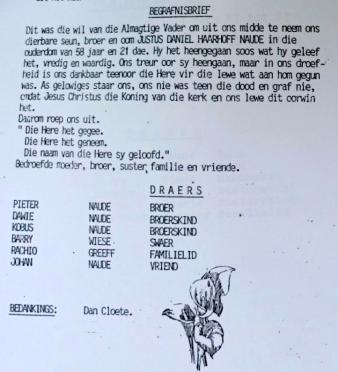 BEGRAFNISBRIEF
Dit was die wil van die Almagtige Vader om uit ons midde te neem ons
dierbare seun, broer en oom JUSTUS DANIEL HAARHOFF NAUDE in die
ouderdom van 58 jaar en 21 dae. Hy het heengegaan soos wat hy geleef
het, vredig en waardig. Ons treur oor sy heengaan, maar in ons droef-
heid is ons dankbaar teenoor die Here vir die lewe wat aan hom gegun
was. As gelowiges staar ons, ons nie was teen die dood en graf nie,
omdat Jesus Christus die Koning van die kerk en ons lewe dit oorwin
het.
Daarom roep ons uit.
" Die Here het gegee.
Die Here het geneem.
Die naam van die Here sy geloofd."
Bedroefde moeder, broer, suster, familie en vriende.
DRAERS
PIETER NAUDE BROER
DAWIE NAUDE BROERSKIND
KOBUS NAUDE BROERSKIND
BARRY WIESE SWAER
RACHIO GREEFF FAMILIELID
JOHAN NAUDE VRIEND
BEDANKINGS: Dan Cloete.